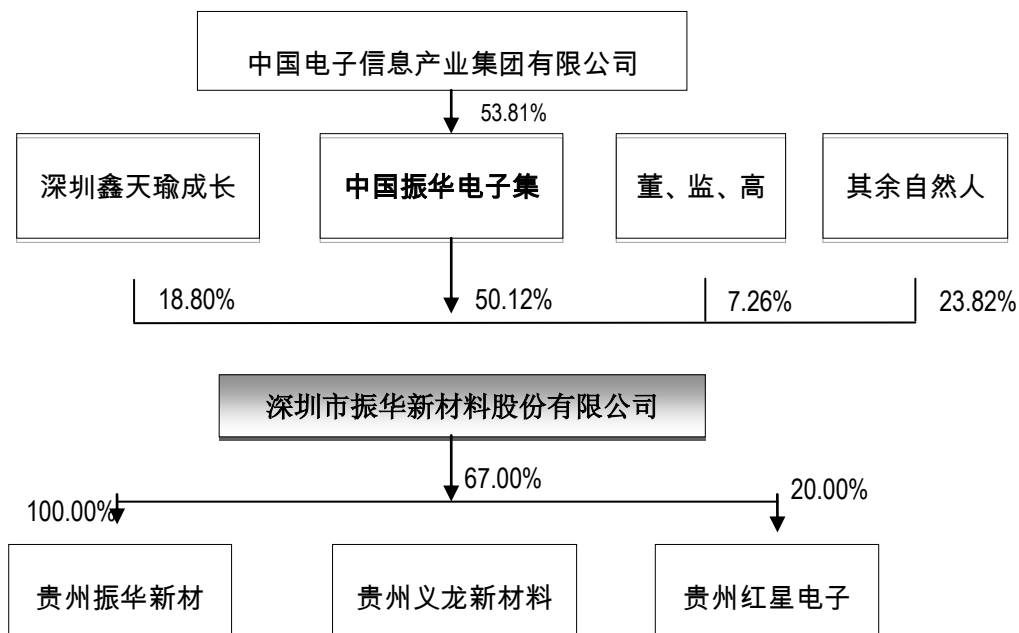 中国电子信息产业集团有限公司
53.81%
深圳鑫天瑜成长
中国振华电子集
董、监、高
其余自然人
18.80%
50.12%
7.26%
23.82%
深圳市振华新材料股份有限公司
67.00%
100.00%
20.00%
贵州振华新材
贵州义龙新材料
贵州红星电子